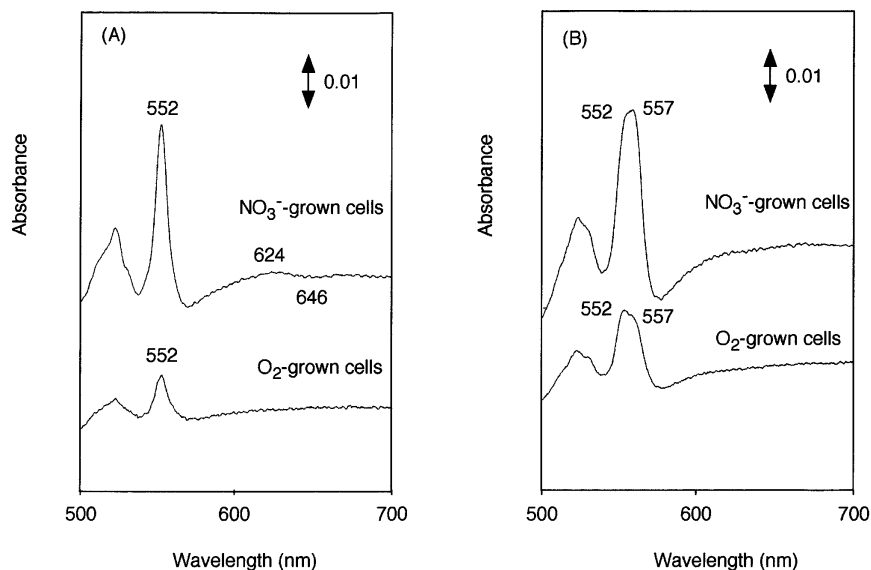 (A)
0.01
552
NO₃⁻-grown cells
624
646
552
O₂-grown cells
Absorbance
500 600 700
Wavelength (nm)
(B)
0.01
552 557
NO₃⁻-grown cells
552 557
O₂-grown cells
Absorbance
500 600 700
Wavelength (nm)